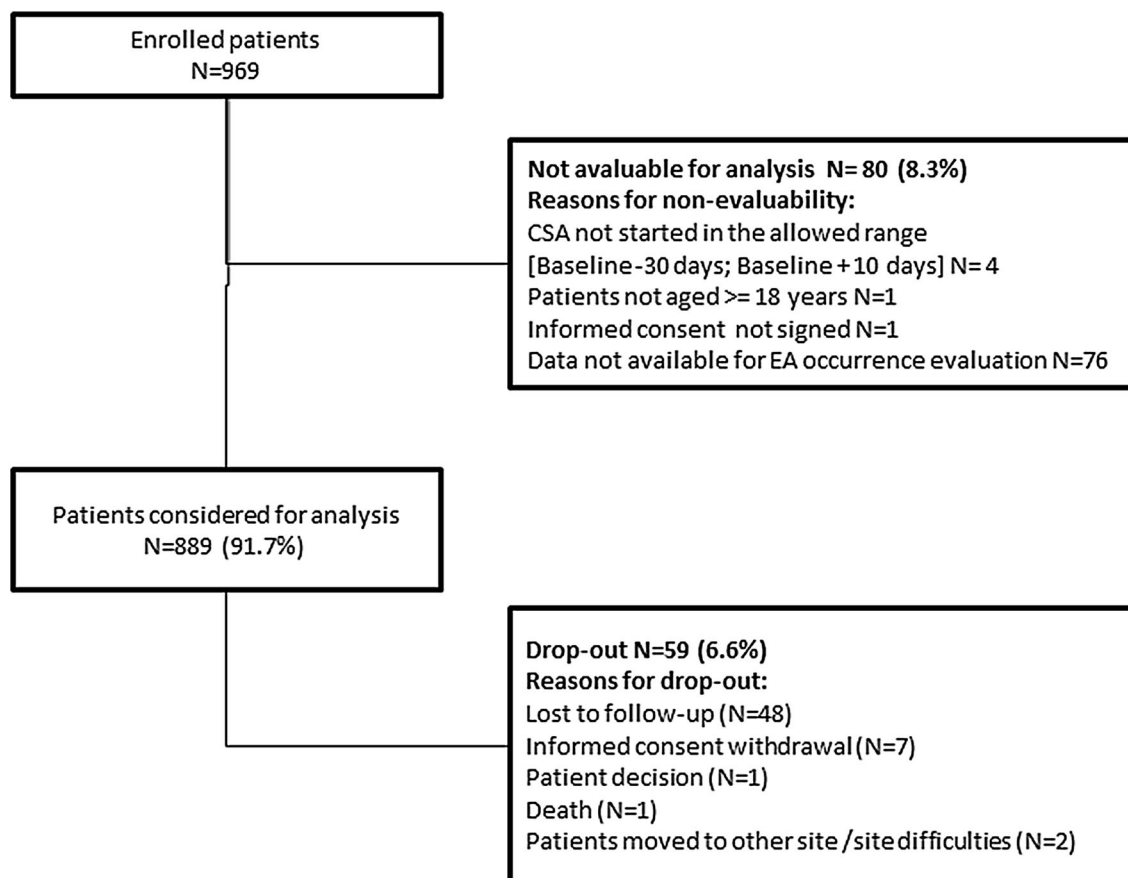 Enrolled patients
N=969
Not avaluable for analysis N= 80 (8.3%)
Reasons for non-evaluability:
CSA not started in the allowed range
[Baseline-30 days; Baseline+10 days] N= 4
Patients not aged >= 18 years N=1
Informed consent not signed N=1
Data not available for EA occurrence evaluation N=76
Patients considered for analysis
N=889 (91.7%)
Drop-out N=59 (6.6%)
Reasons for drop-out:
Lost to follow-up (N=48)
Informed consent withdrawal (N=7)
Patient decision (N=1)
Death (N=1)
Patients moved to other site /site difficulties (N=2)